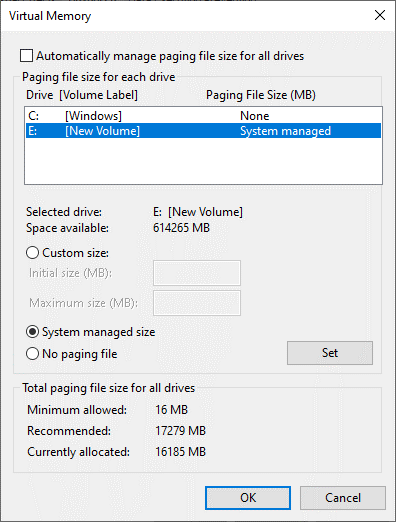 Virtual Memory
Automatically manage paging file size for all drives
Paging file size for each drive
Drive [Volume Label] Paging File Size (MB)
C: [Windows] None
E: [New Volume] System managed
Selected drive: E: [New Volume]
Space available: 614265 MB
Custom size:
Initial size (MB):
Maximum size (MB):
System managed size
No paging file Set
Total paging file size for all drives
Minimum allowed: 16 MB
Recommended: 17279 MB
Currently allocated: 16185 MB
OK Cancel